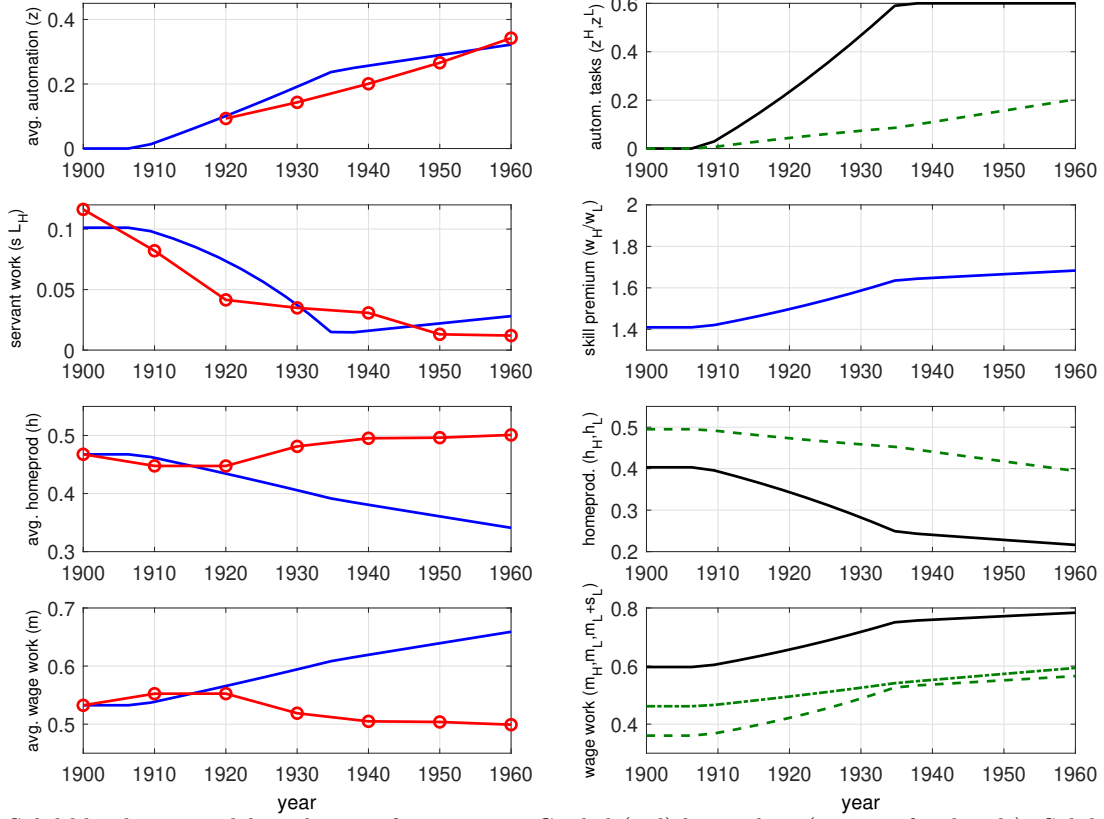 avg. automation (z)
0.4
0.2
0
1900 1910 1920 1930 1940 1950 1960
autom. tasks (z^H,z^L)
0.6
0.4
0.2
0
1900 1910 1920 1930 1940 1950 1960
servant work (s L_H)
0.1
0.05
0
1900 1910 1920 1930 1940 1950 1960
skill premium (w_H/w_L)
2
1.8
1.6
1.4
1900 1910 1920 1930 1940 1950 1960
avg. homeprod (h)
0.5
0.4
0.3
1900 1910 1920 1930 1940 1950 1960
homeprod. (h_H,h_L)
0.5
0.4
0.3
0.2
1900 1910 1920 1930 1940 1950 1960
avg. wage work (m)
0.7
0.6
0.5
1900 1910 1920 1930 1940 1950 1960
year
wage work (m_H,m_L,m_L+s_L)
0.8
0.6
0.4
1900 1910 1920 1930 1940 1950 1960
year